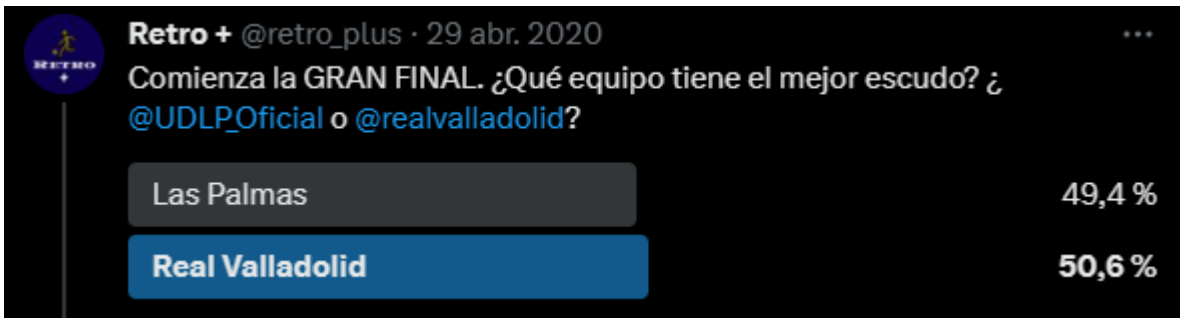 Retro + @retro_plus · 29 abr. 2020
RETRO
+
Comienza la GRAN FINAL. ¿Qué equipo tiene el mejor escudo? ¿
@UDLP_Oficial o @realvalladolid?
Las Palmas 49,4 %
Real Valladolid 50,6 %